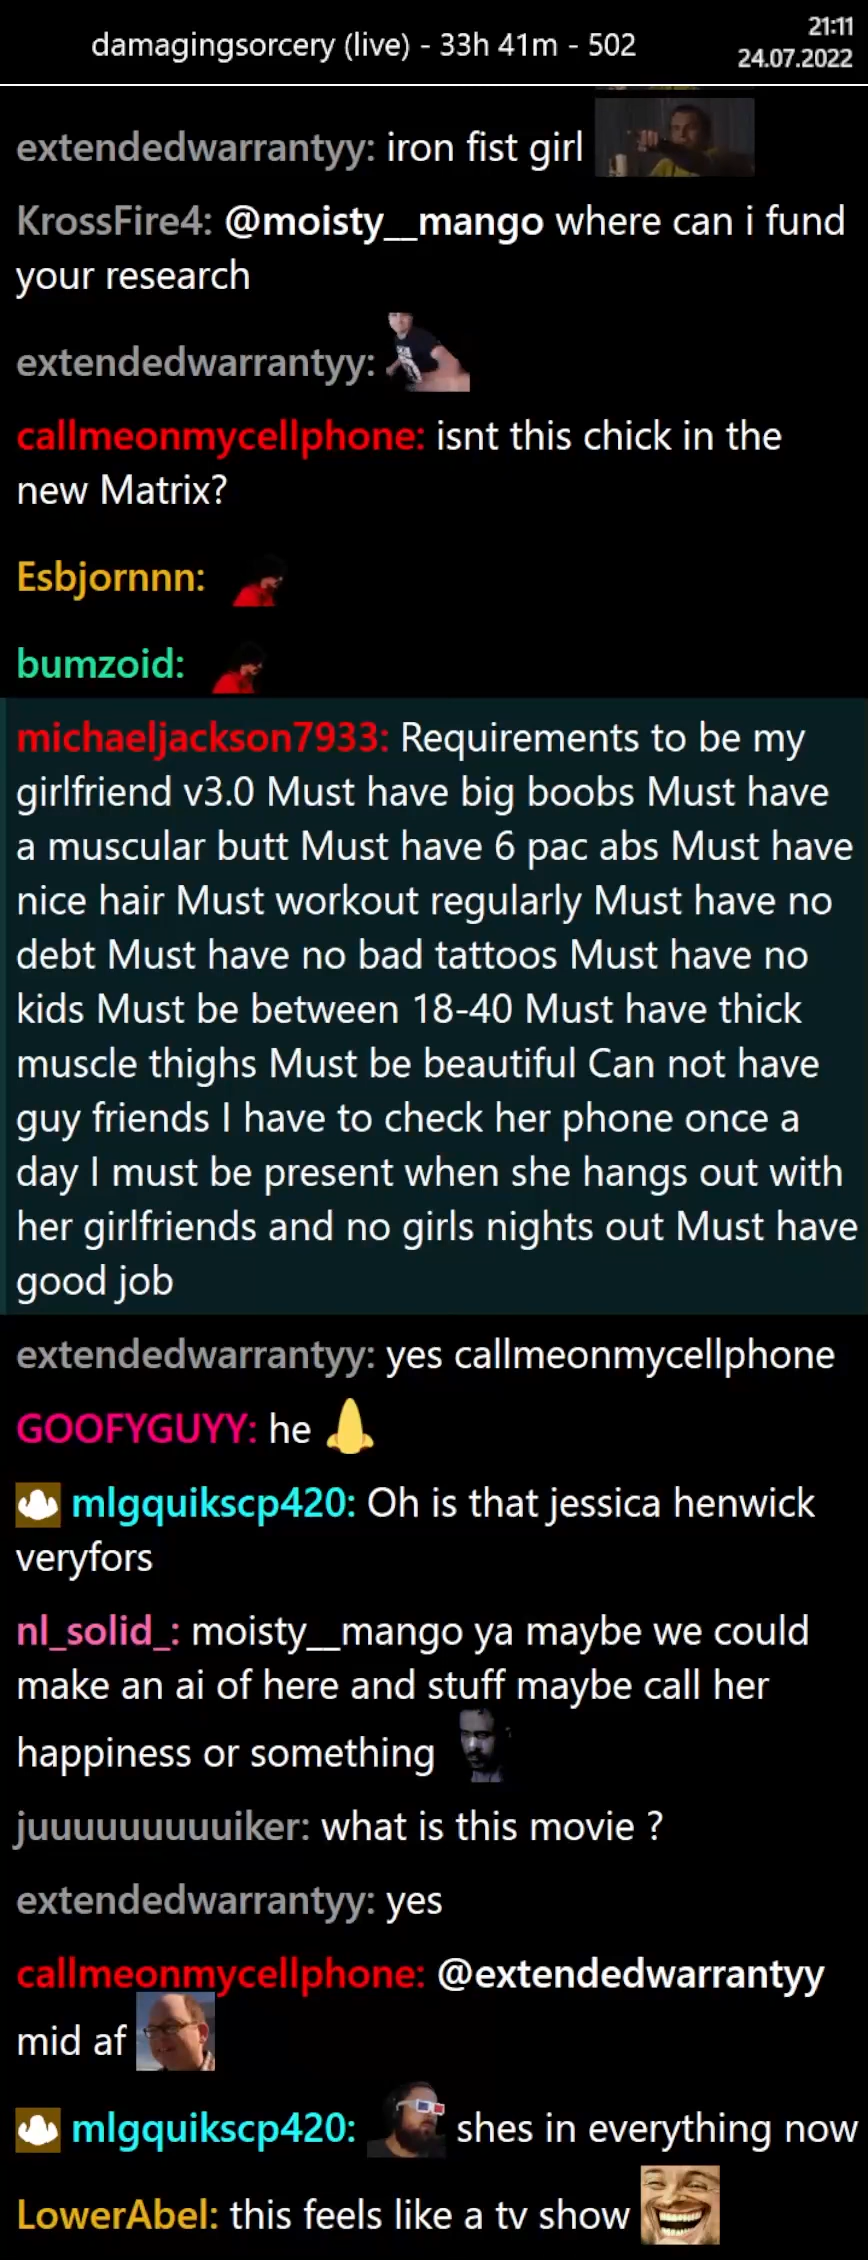 damagingsorcery (live) - 33h 41m - 502
21:11
24.07.2022
extendedwarrantyy: iron fist girl
KrossFire4: @moisty__mango where can i fund
your research
extendedwarrantyy:
callmeonmycellphone: isnt this chick in the
new Matrix?
Esbjornnn:
bumzoid:
michaeljackson7933: Requirements to be my
girlfriend v3.0 Must have big boobs Must have
a muscular butt Must have 6 pac abs Must have
nice hair Must workout regularly Must have no
debt Must have no bad tattoos Must have no
kids Must be between 18-40 Must have thick
muscle thighs Must be beautiful Can not have
guy friends I have to check her phone once a
day I must be present when she hangs out with
her girlfriends and no girls nights out Must have
good job
extendedwarrantyy: yes callmeonmycellphone
GOOFYGUYY: he
mlgquikscp420: Oh is that jessica henwick
veryfors
nl_solid_: moisty__mango ya maybe we could
make an ai of here and stuff maybe call her
happiness or something
juuuuuuuuuiker: what is this movie ?
extendedwarrantyy: yes
callmeonmycellphone: @extendedwarrantyy
mid af
mlgquikscp420: shes in everything now
LowerAbel: this feels like a tv show